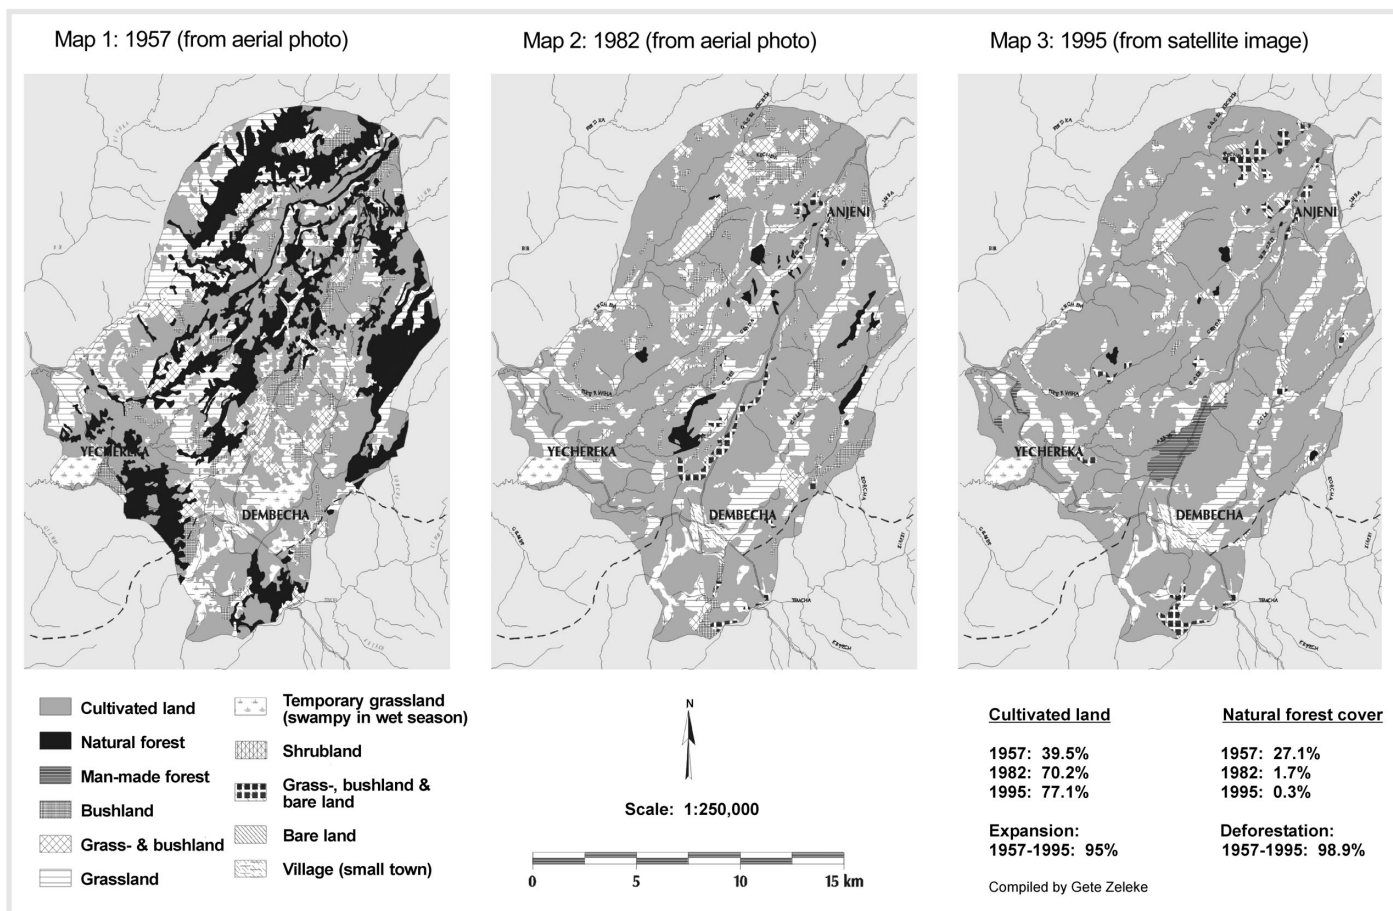 Map 1: 1957 (from aerial photo)
Map 2: 1982 (from aerial photo)
Map 3: 1995 (from satellite image)
ANJENI
YECHEREKA
DEMBECHA
ANJENI
YECHEREKA
DEMBECHA
TEMCHA
ANJENI
YECHEREKA
DEMBECHA
TEMCHA
Cultivated land
Natural forest
Man-made forest
Bushland
Grass- & bushland
Grassland
Temporary grassland
(swampy in wet season)
Shrubland
Grass-, bushland &
bare land
Bare land
Village (small town)
N
Scale: 1:250,000
0 5 10 15 km
Cultivated land
1957: 39.5%
1982: 70.2%
1995: 77.1%
Expansion:
1957-1995: 95%
Natural forest cover
1957: 27.1%
1982: 1.7%
1995: 0.3%
Deforestation:
1957-1995: 98.9%
Compiled by Gete Zeleke